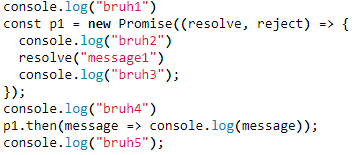 console.log("bruh1")
const p1 = new Promise((resolve, reject) => {
  console.log("bruh2")
  resolve("message1")
  console.log("bruh3");
});
console.log("bruh4")
p1.then(message => console.log(message));
console.log("bruh5");